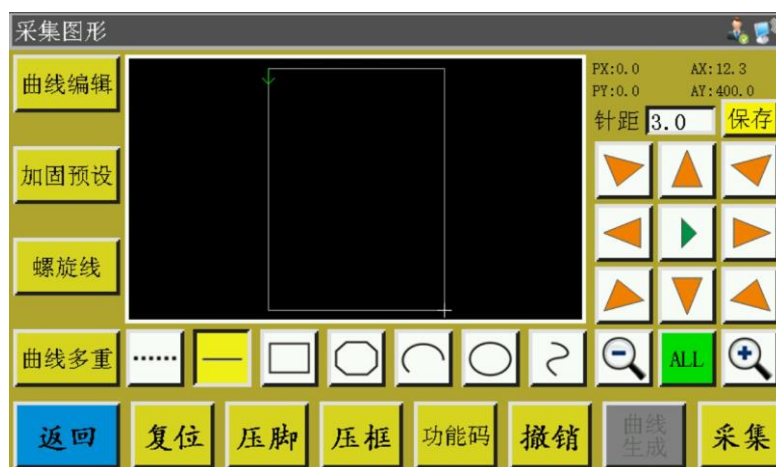 采集图形
曲线编辑
PX:0.0 AX:12.3
PY:0.0 AY:400.0
针距 3.0 保存
加固预设
螺旋线
曲线多重 ALL
返回 复位 压脚 压框 功能码 撤销 曲线生成 采集